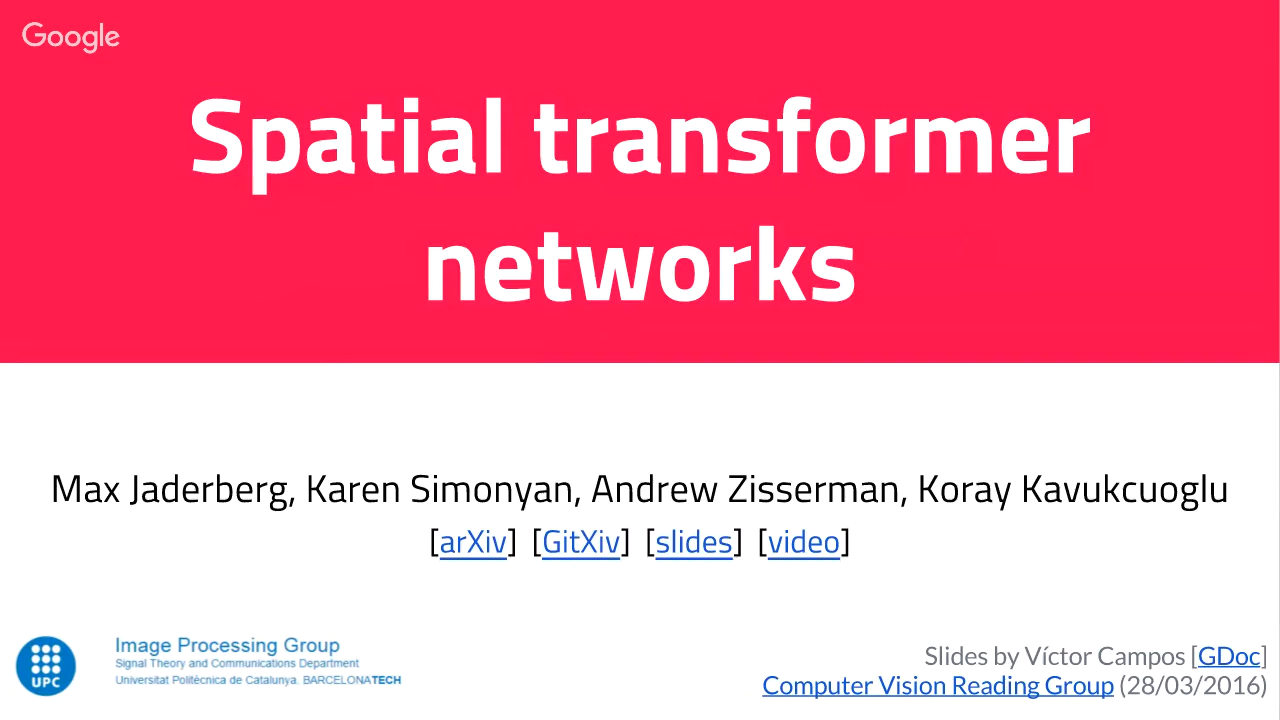 Google
Spatial transformer
networks
Max Jaderberg, Karen Simonyan, Andrew Zisserman, Koray Kavukcuoglu
[arXiv] [GitXiv] [slides] [video]
UPC
Image Processing Group
Signal Theory and Communications Department
Universitat Politècnica de Catalunya. BARCELONATECH
Slides by Víctor Campos [GDoc]
Computer Vision Reading Group (28/03/2016)